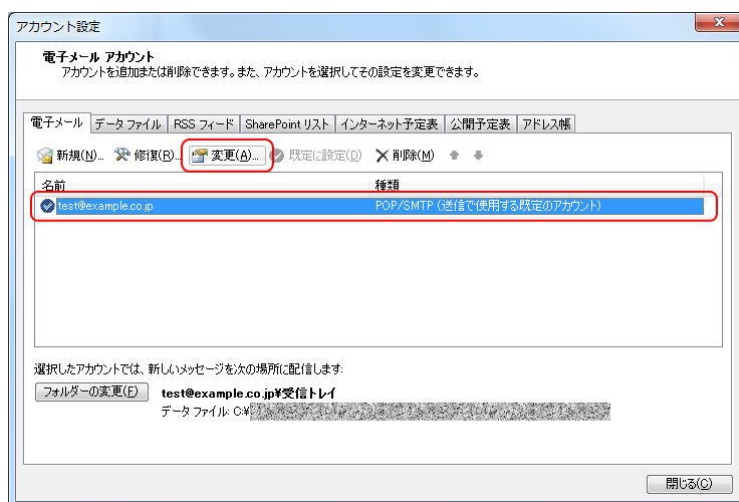 アカウント設定
電子メール アカウント
アカウントを追加または削除できます。また、アカウントを選択してその設定を変更できます。
電子メール データ ファイル RSS フィード SharePoint リスト インターネット予定表 公開予定表 アドレス帳
新規(N)... 修復(R)... 変更(A)... 既定に設定(D) 削除(M)
名前 種類
test@example.co.jp POP/SMTP (送信で使用する既定のアカウント)
選択したアカウントでは、新しいメッセージを次の場所に配信します:
フォルダーの変更(F) test@example.co.jp¥受信トレイ
データ ファイル: C:¥
閉じる(C)